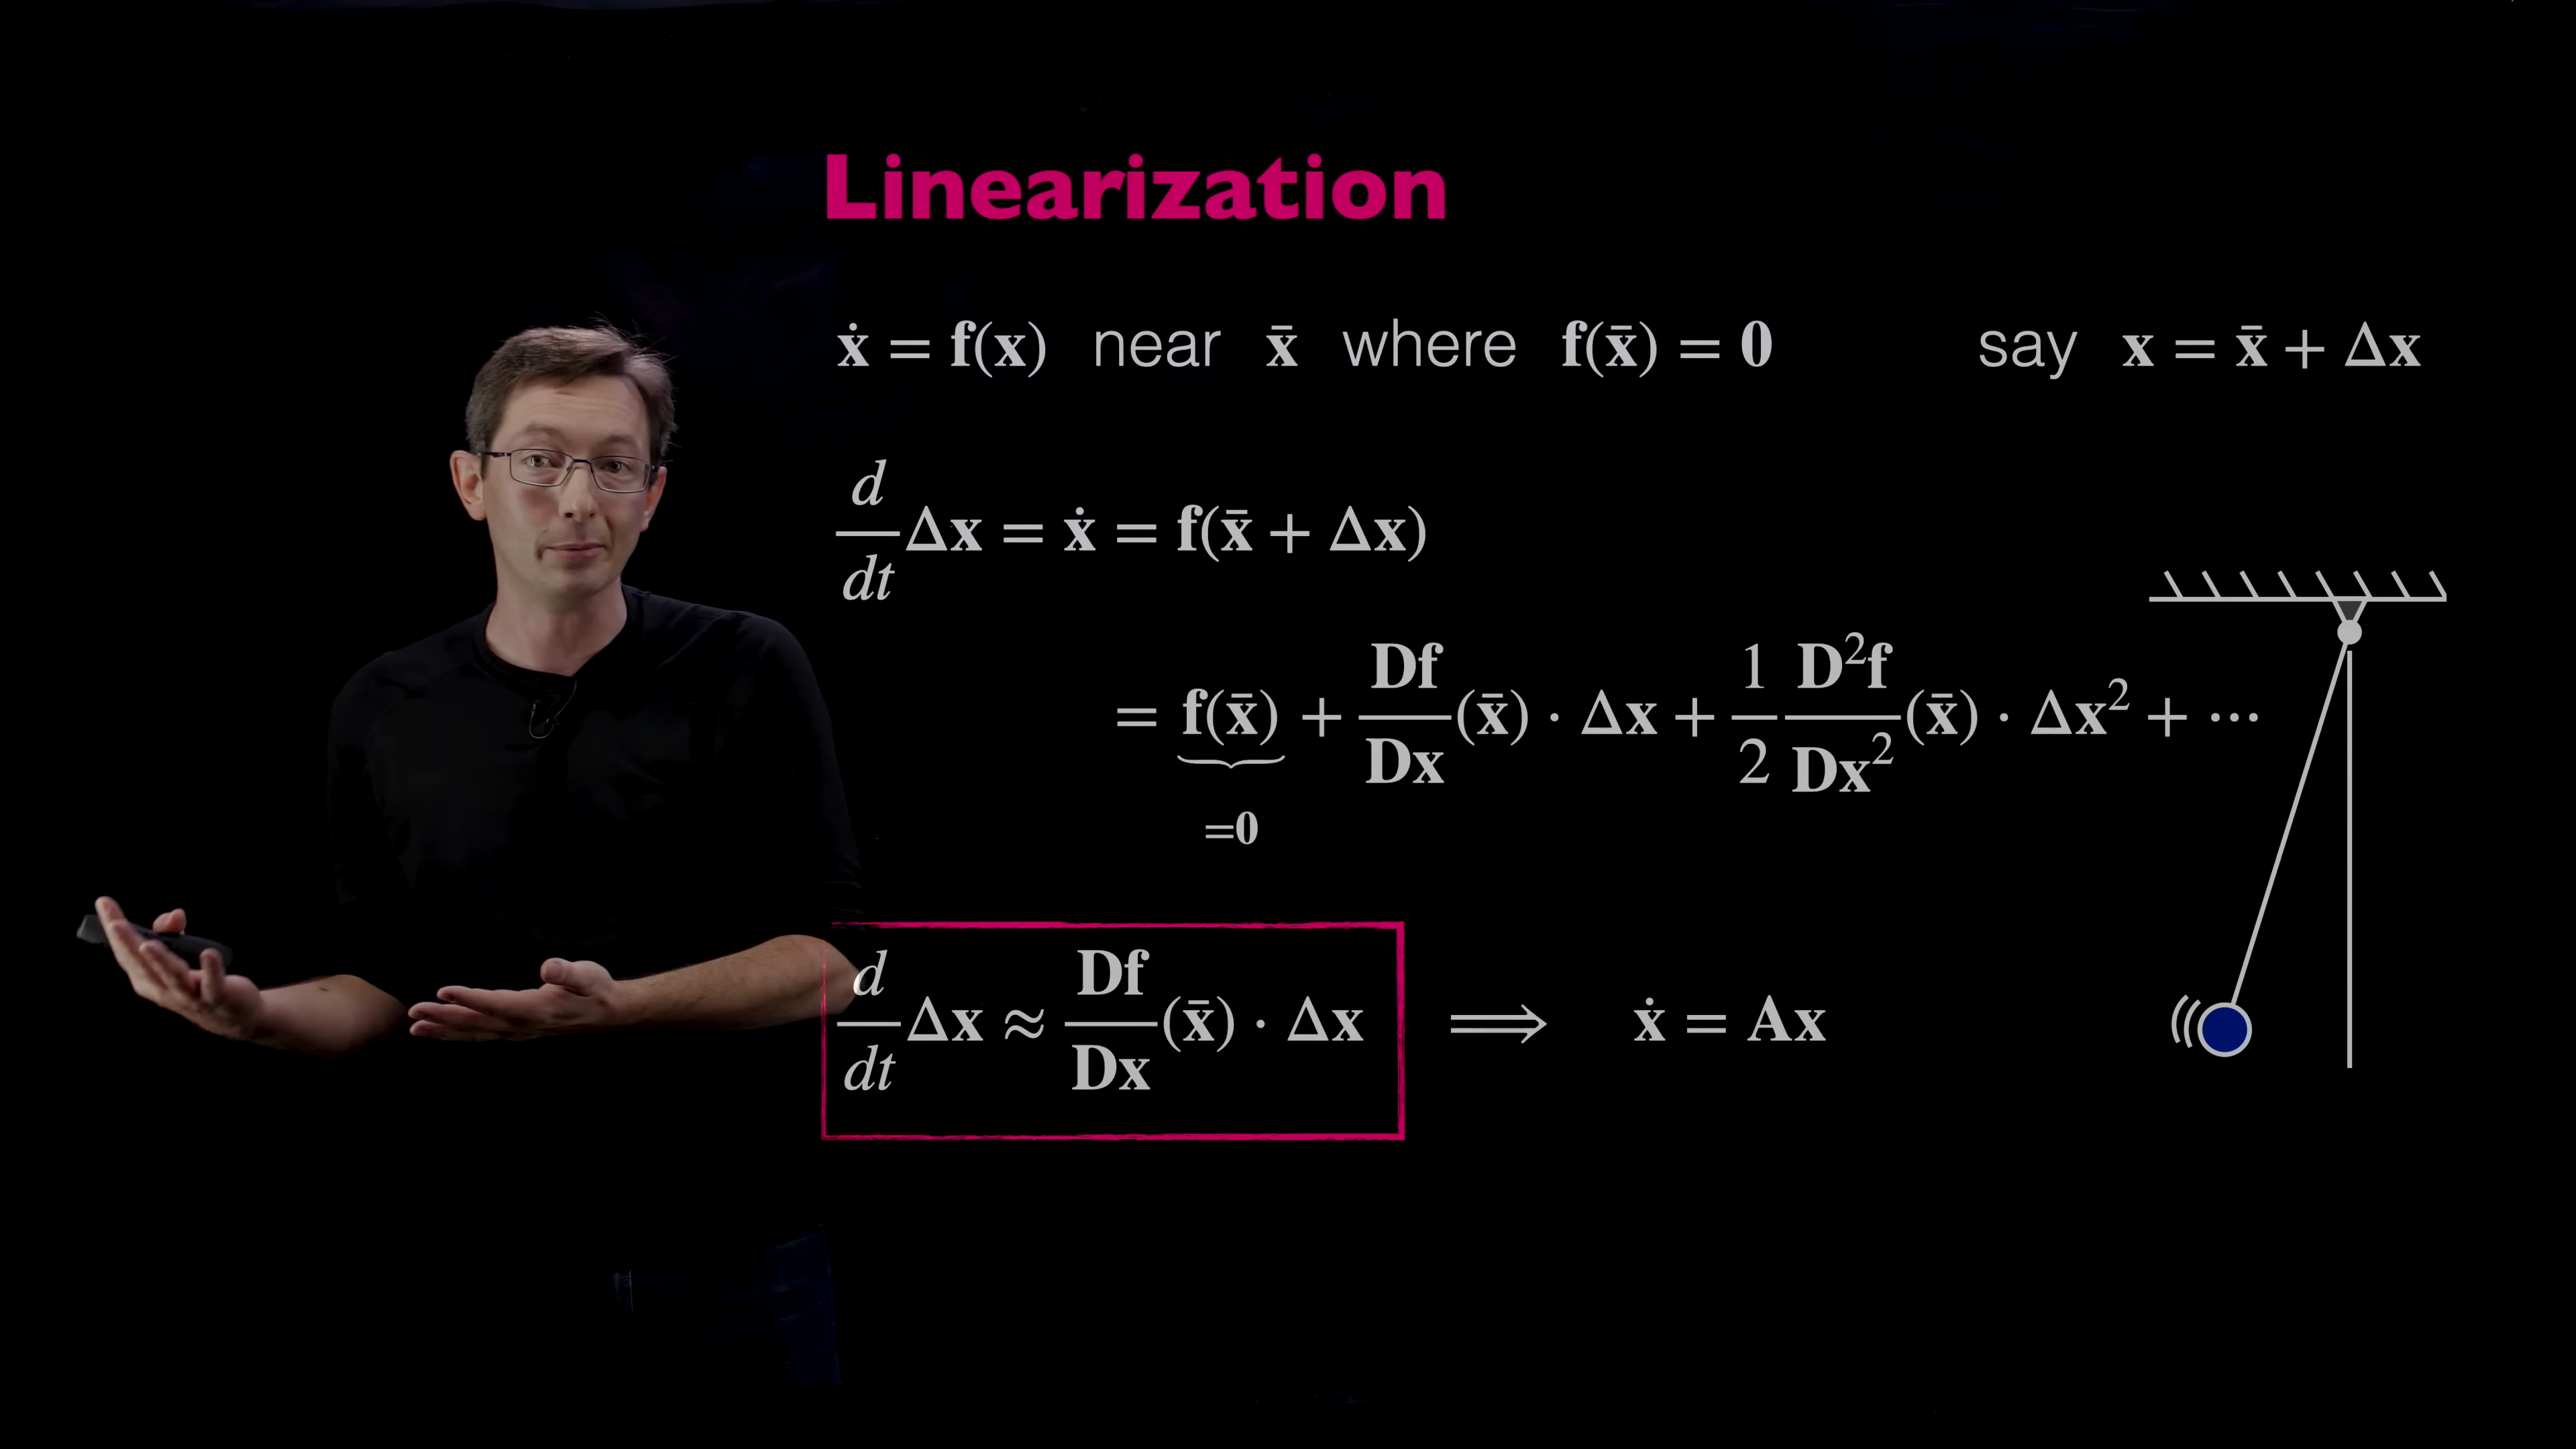 Linearization
ẋ = f(x) near x̄ where f(x̄) = 0 say x = x̄ + Δx
d/dt Δx = ẋ = f(x̄ + Δx)
= f(x̄) + Df/Dx (x̄) · Δx + 1/2 D²f/Dx² (x̄) · Δx² + ⋯
=0
d/dt Δx ≈ Df/Dx (x̄) · Δx ⟹ ẋ = Ax